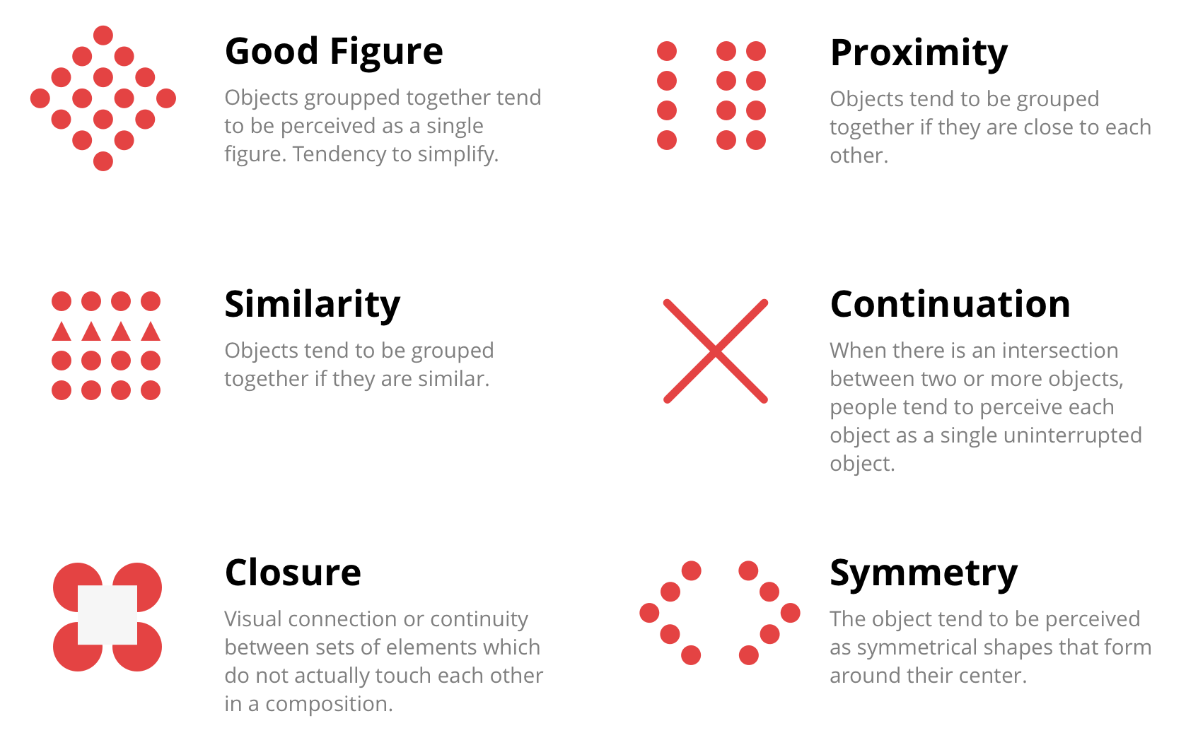 Good Figure
Objects groupped together tend
to be perceived as a single
figure. Tendency to simplify.
Proximity
Objects tend to be grouped
together if they are close to each
other.
Similarity
Objects tend to be grouped
together if they are similar.
Continuation
When there is an intersection
between two or more objects,
people tend to perceive each
object as a single uninterrupted
object.
Closure
Visual connection or continuity
between sets of elements which
do not actually touch each other
in a composition.
Symmetry
The object tend to be perceived
as symmetrical shapes that form
around their center.